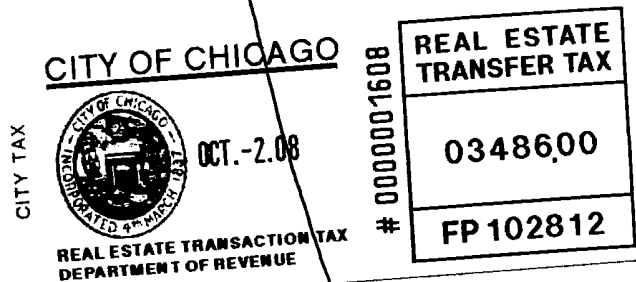 CITY TAX
CITY OF CHICAGO
CITY OF CHICAGO
INCORPORATED 4th MARCH 1837
OCT.-2.08
REAL ESTATE TRANSACTION TAX
DEPARTMENT OF REVENUE
# 0000001608
REAL ESTATE
TRANSFER TAX
03486,00
FP 102812